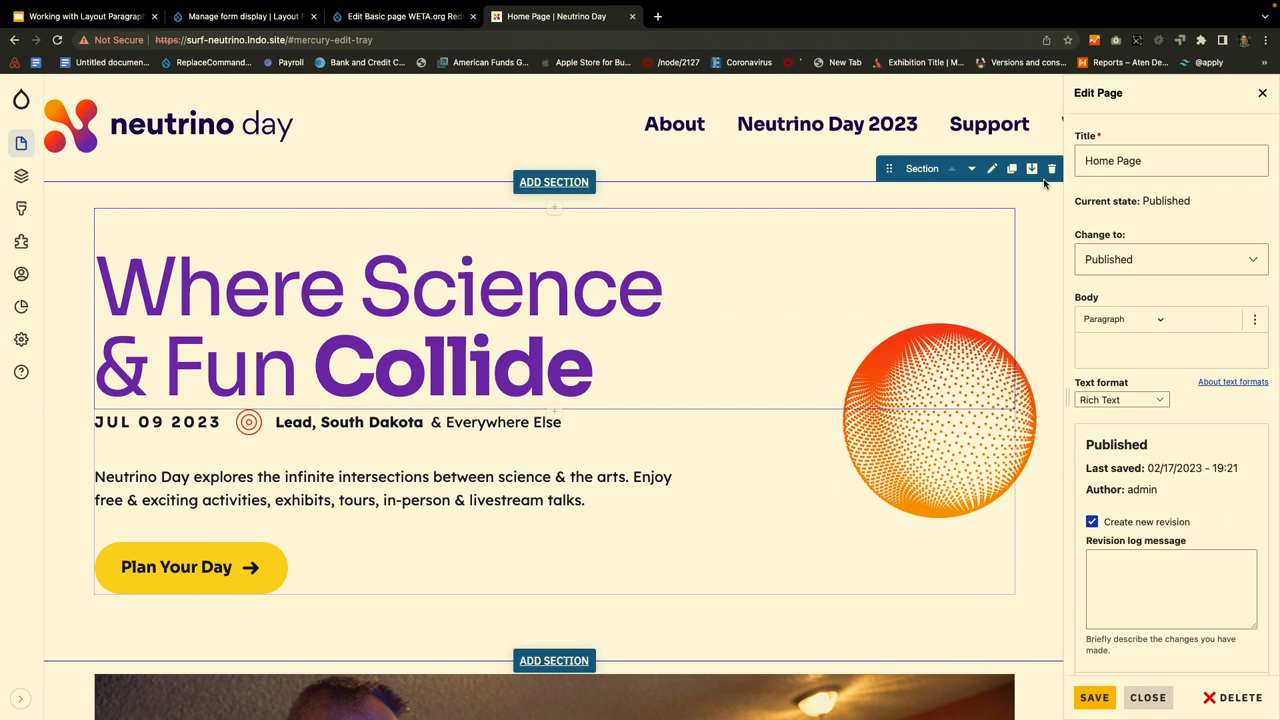 Working with Layout Paragraph
Manage form display | Layout P
Edit Basic page WETA.org Red
Home Page | Neutrino Day
Not Secure
https://surf-neutrino.lndo.site/#mercury-edit-tray
Untitled documen...
ReplaceCommand...
Payroll
Bank and Credit C...
American Funds G...
Apple Store for Bu...
/node/2127
Coronavirus
New Tab
Exhibition Title | M...
Versions and cons...
Reports – Aten De...
@apply
neutrino day
About
Neutrino Day 2023
Support
Section
ADD SECTION
Where Science
& Fun Collide
JUL 09 2023
Lead, South Dakota & Everywhere Else
Neutrino Day explores the infinite intersections between science & the arts. Enjoy
free & exciting activities, exhibits, tours, in-person & livestream talks.
Plan Your Day →
ADD SECTION
Edit Page
Title*
Home Page
Current state: Published
Change to:
Published
Body
Paragraph
Text format
About text formats
Rich Text
Published
Last saved: 02/17/2023 - 19:21
Author: admin
Create new revision
Revision log message
Briefly describe the changes you have
made.
SAVE
CLOSE
DELETE